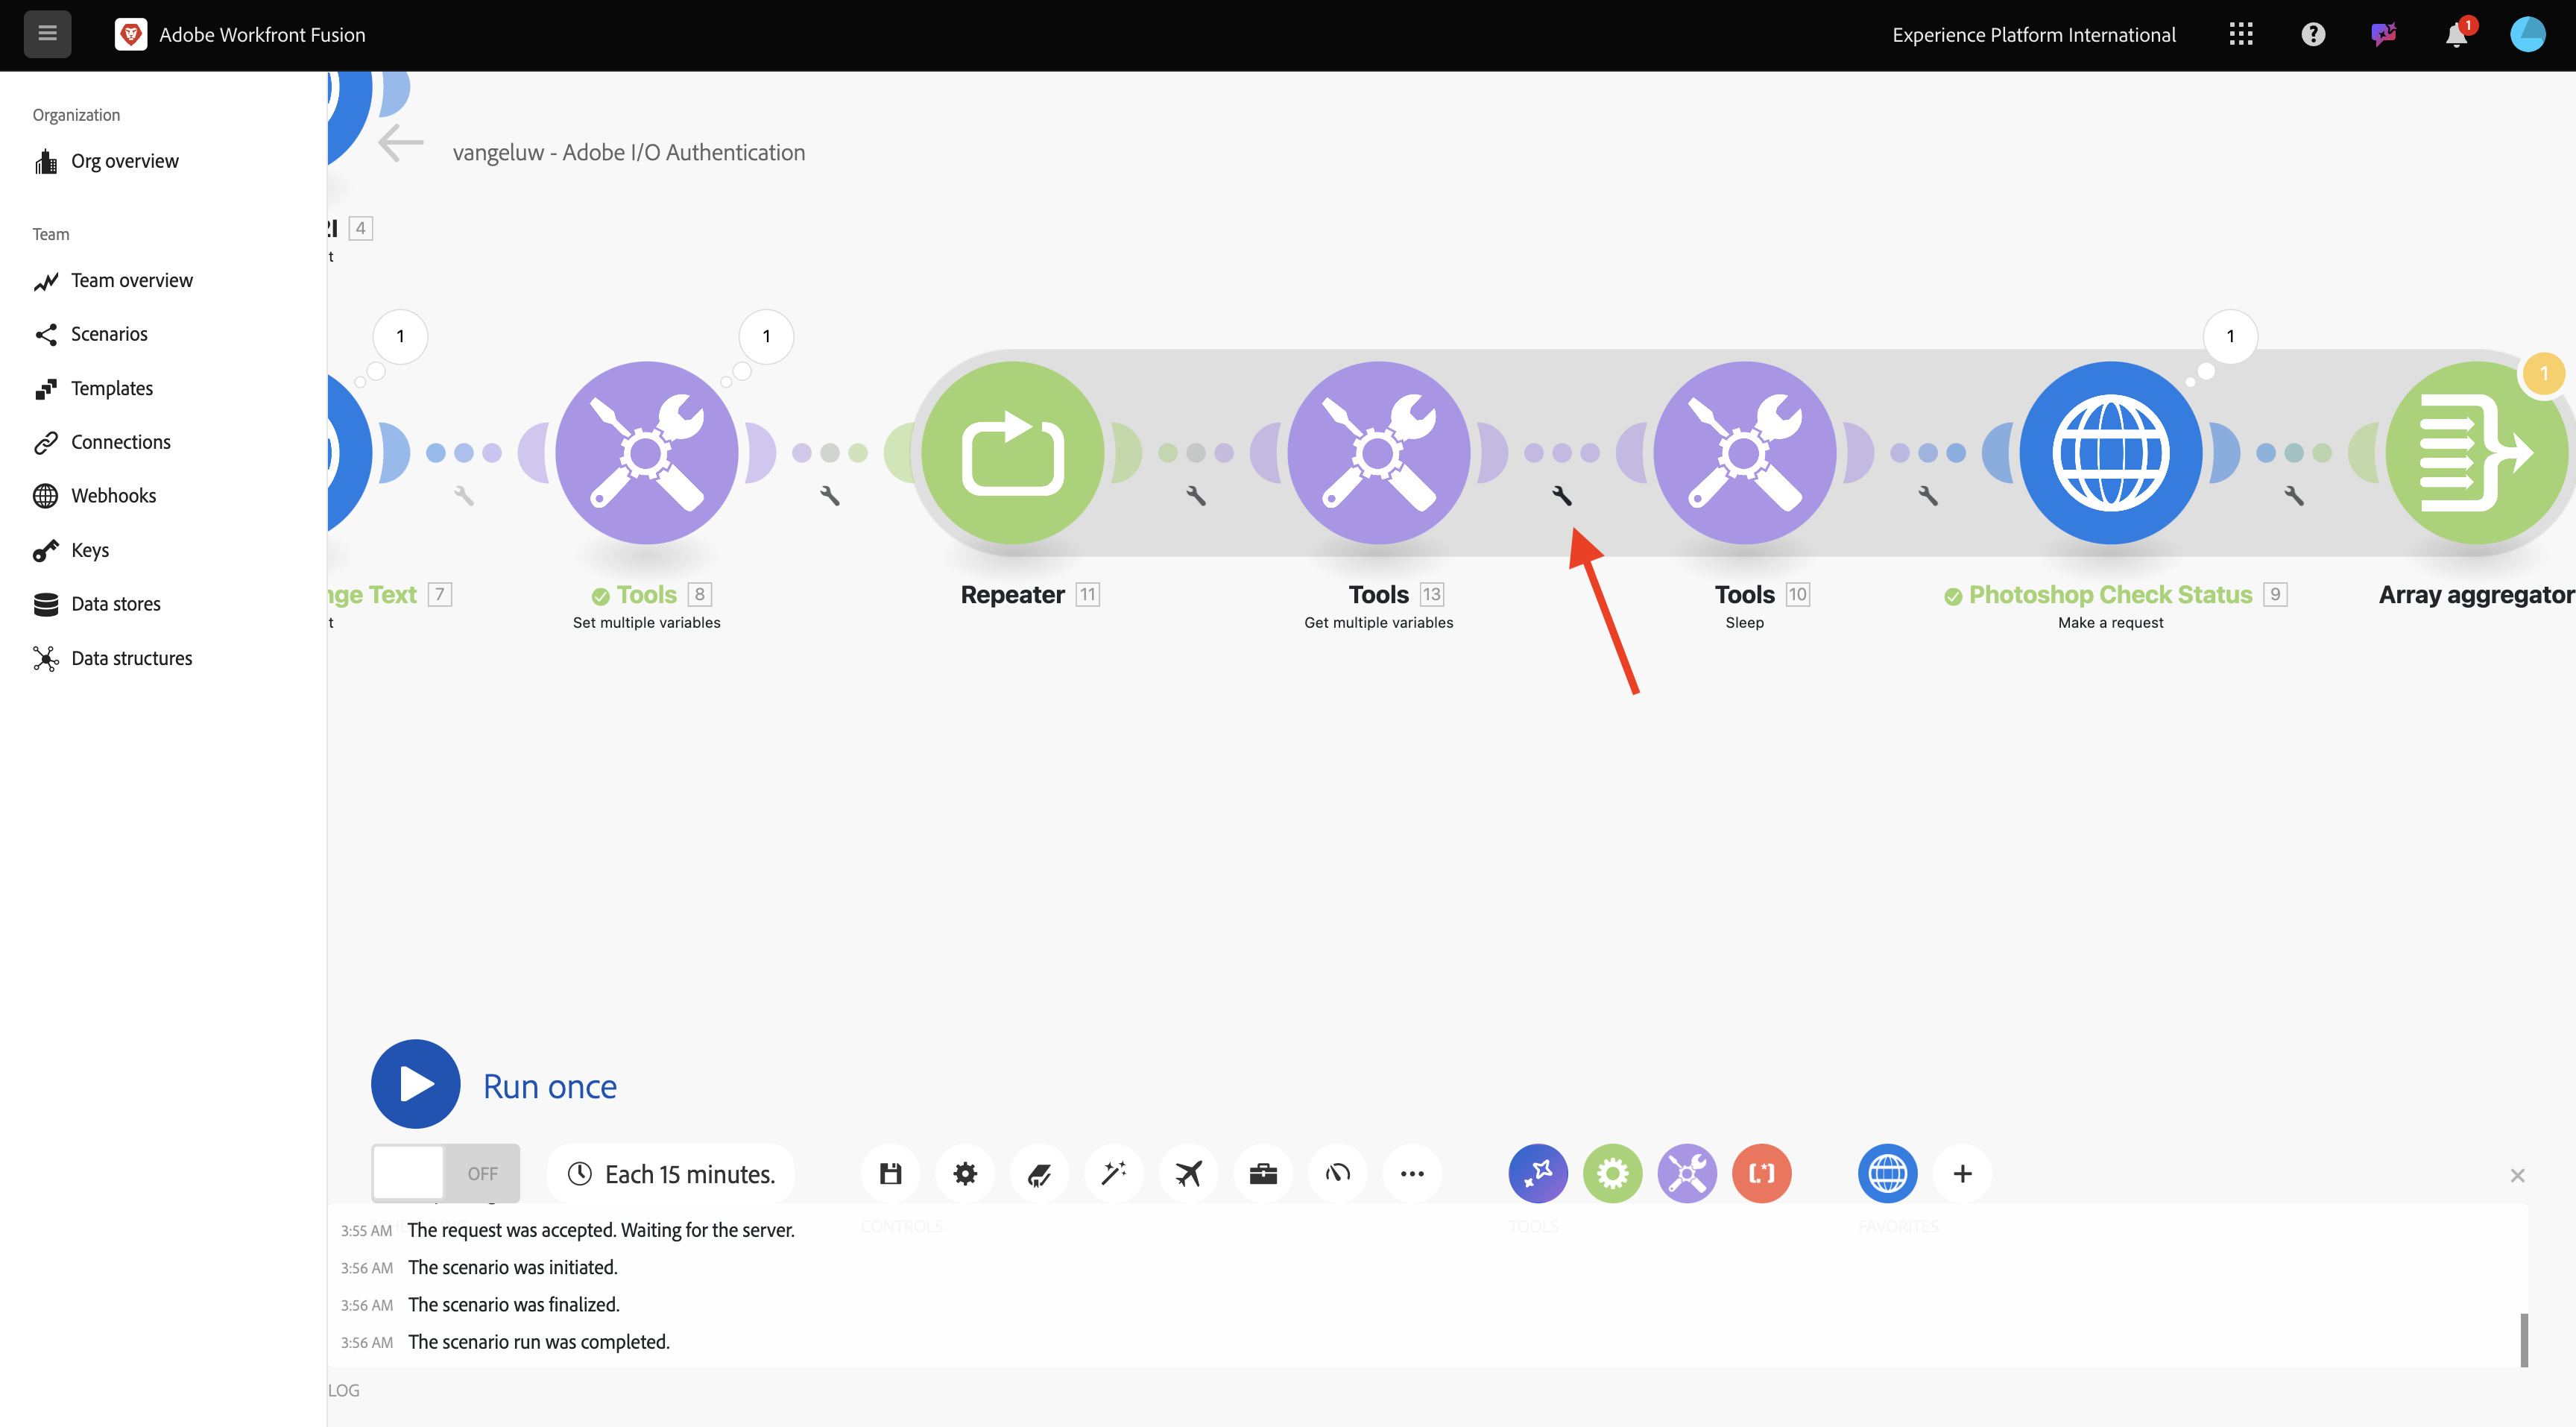 Adobe Workfront Fusion
Experience Platform International
1
Organization
Org overview
Team
Team overview
Scenarios
Templates
Connections
Webhooks
Keys
Data stores
Data structures
vangeluw - Adobe I/O Authentication
4
t
1
1
1
1
nge Text 7
t
Tools 8
Set multiple variables
Repeater 11
Tools 13
Get multiple variables
Tools 10
Sleep
Photoshop Check Status 9
Make a request
Array aggregator
Run once
OFF
Each 15 minutes.
CONTROLS
TOOLS
FAVORITES
3:55 AM The request was accepted. Waiting for the server.
3:56 AM The scenario was initiated.
3:56 AM The scenario was finalized.
3:56 AM The scenario run was completed.
LOG